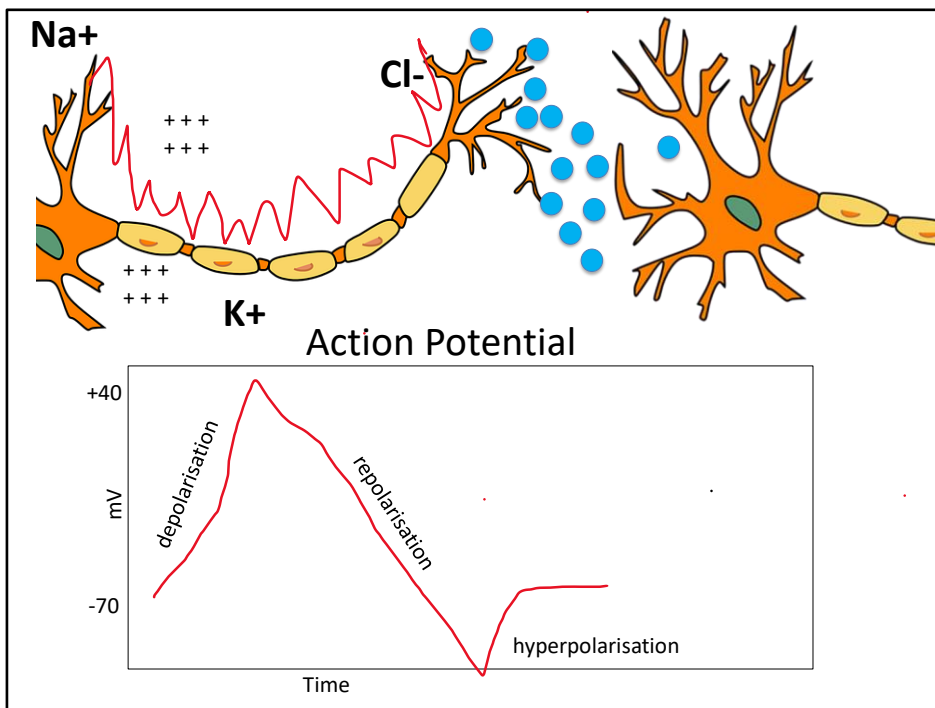 Na+
Cl-
+ + +
+ + +
+ + +
+ + +
K+
Action Potential
+40
mV
-70
depolarisation
repolarisation
hyperpolarisation
Time